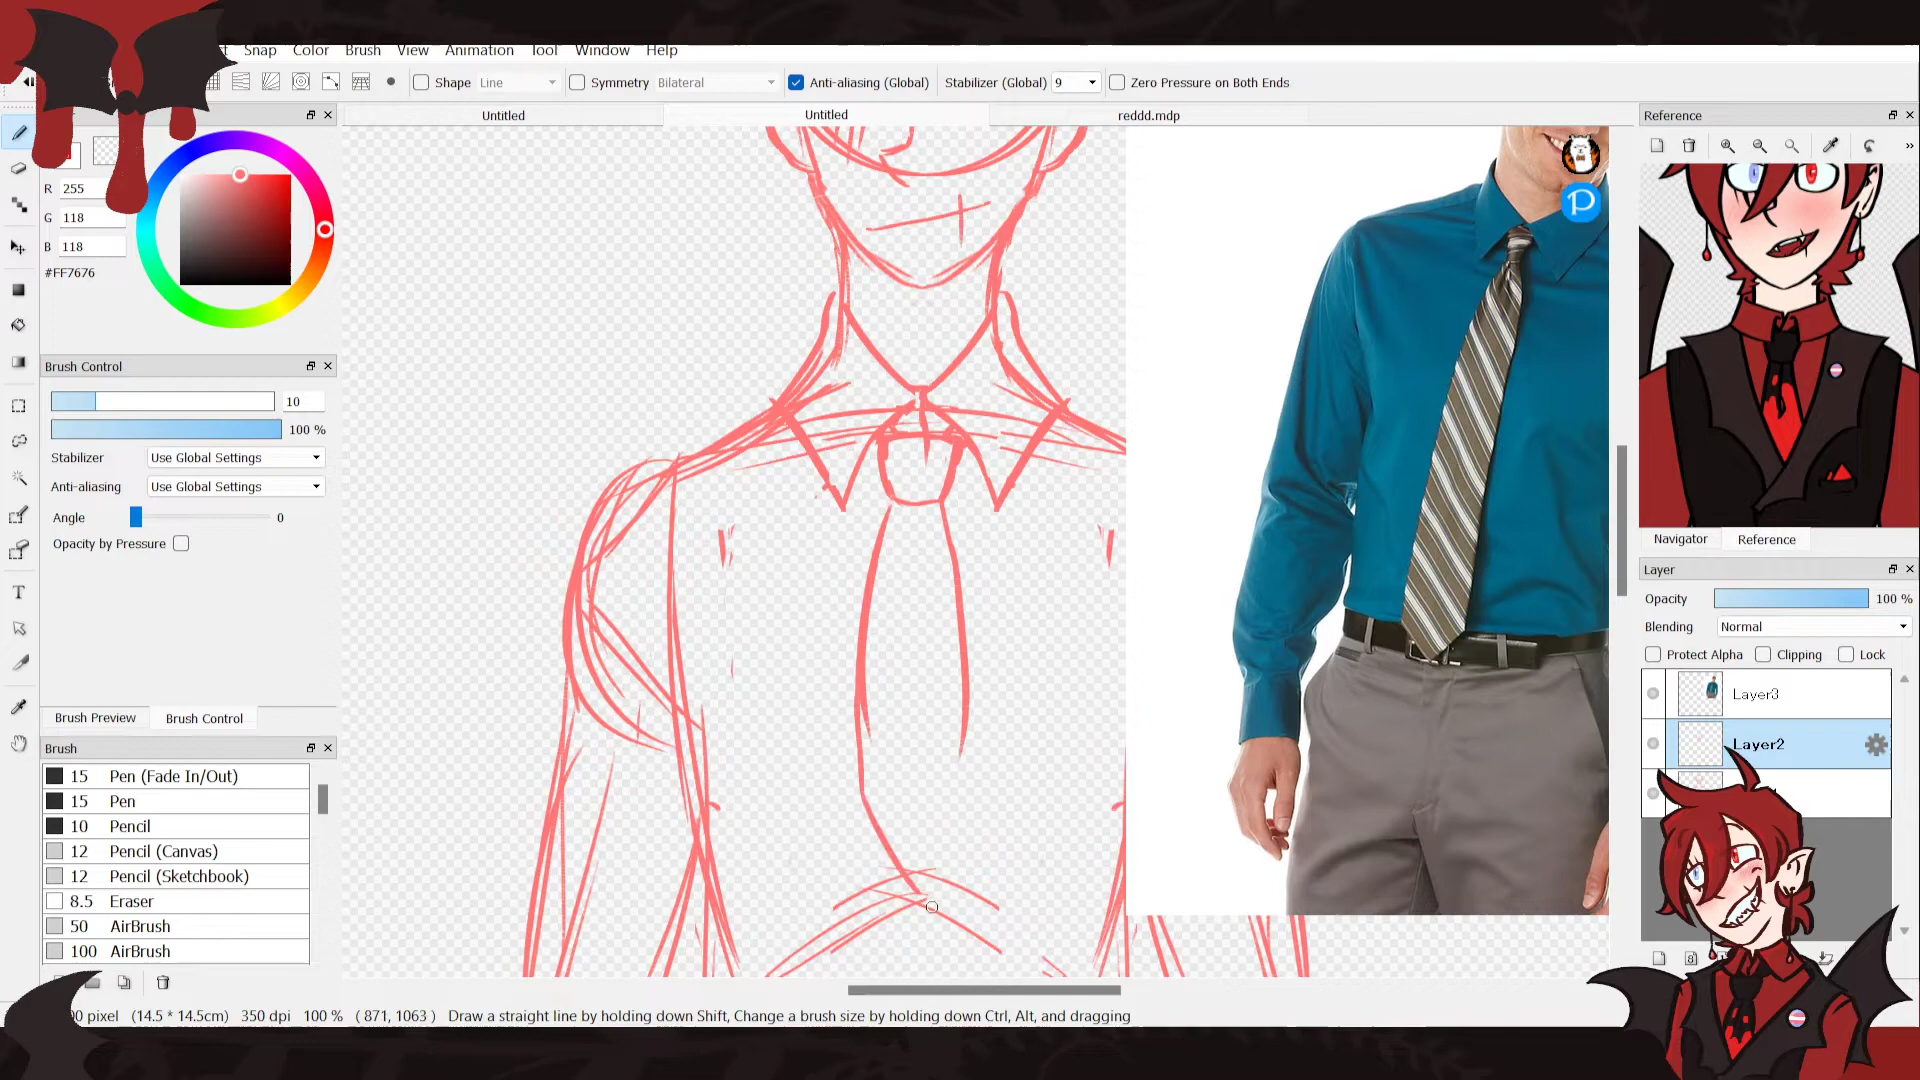 Snap Color Brush View Animation Tool Window Help
Shape Line Symmetry Bilateral Anti-aliasing (Global) Stabilizer (Global) 9 Zero Pressure on Both Ends
Untitled Untitled reddd.mdp
Reference
R 255
G 118
B 118
#FF7676
Brush Control
10
100 %
Stabilizer Use Global Settings
Anti-aliasing Use Global Settings
Angle 0
Opacity by Pressure
Brush Preview Brush Control
Brush
15 Pen (Fade In/Out)
15 Pen
10 Pencil
12 Pencil (Canvas)
12 Pencil (Sketchbook)
8.5 Eraser
50 AirBrush
100 AirBrush
P
Navigator Reference
Layer
Opacity 100 %
Blending Normal
Protect Alpha Clipping Lock
Layer3
Layer2
pixel (14.5 * 14.5cm) 350 dpi 100 % ( 871, 1063 ) Draw a straight line by holding down Shift, Change a brush size by holding down Ctrl, Alt, and dragging